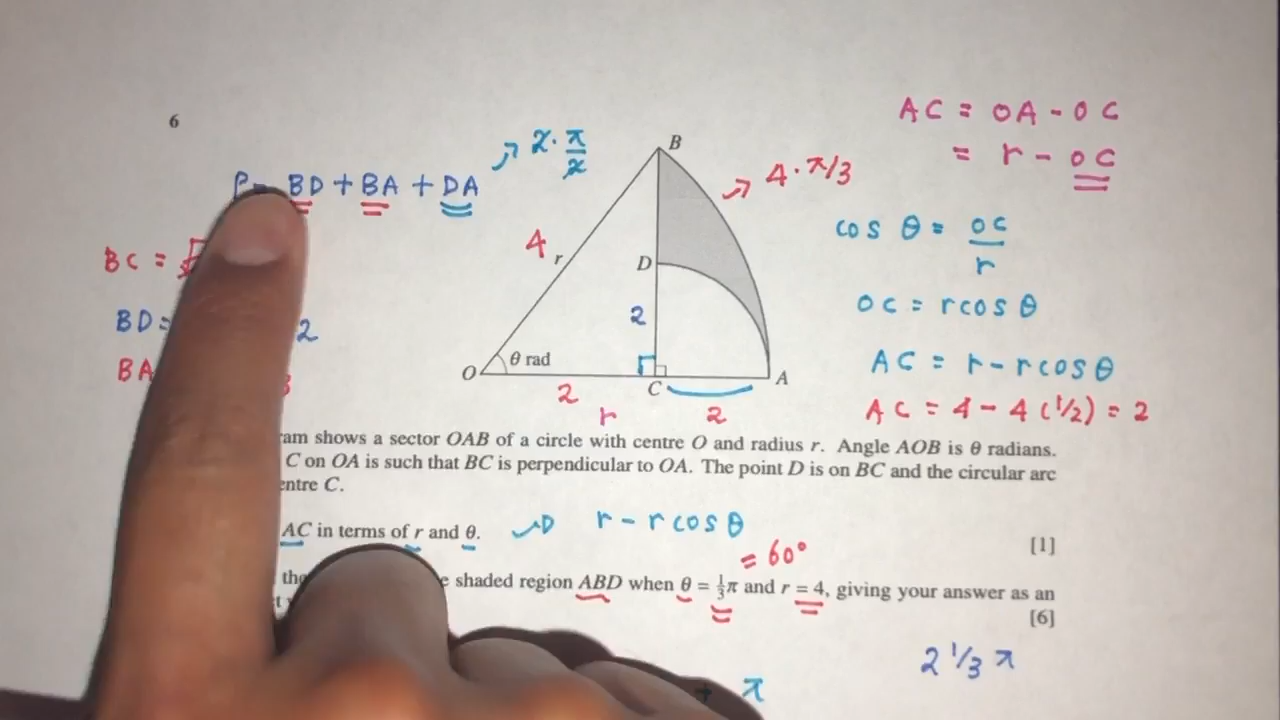 6
P = BD + BA + DA
2 · π/2
B
4 · π/3
AC = OA - OC
= r - OC
cos θ = OC/r
OC = r cos θ
AC = r - r cos θ
AC = 4 - 4 (1/2) = 2
BC =
BD =
2
BA
3
4
r
D
2
θ rad
O
C
A
2
r
2
am shows a sector OAB of a circle with centre O and radius r. Angle AOB is θ radians.
C on OA is such that BC is perpendicular to OA. The point D is on BC and the circular arc
entre C.
AC in terms of r and θ.
r - r cos θ
[1]
= 60°
the
e shaded region ABD when θ = 1/3π and r = 4, giving your answer as an
[6]
2 1/3 π
+ π